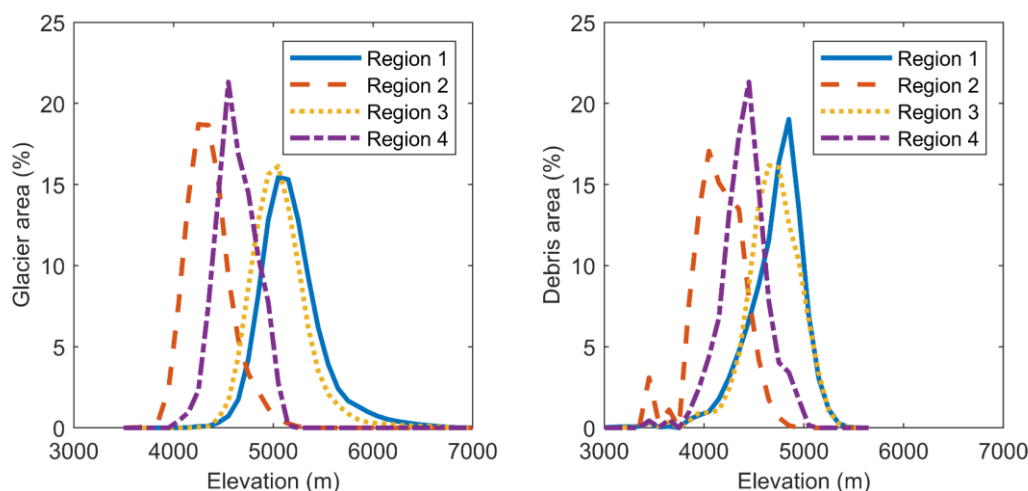 25
20
15
10
5
0
Glacier area (%)
3000 4000 5000 6000 7000
Elevation (m)
Region 1
Region 2
Region 3
Region 4
25
20
15
10
5
0
Debris area (%)
3000 4000 5000 6000 7000
Elevation (m)
Region 1
Region 2
Region 3
Region 4